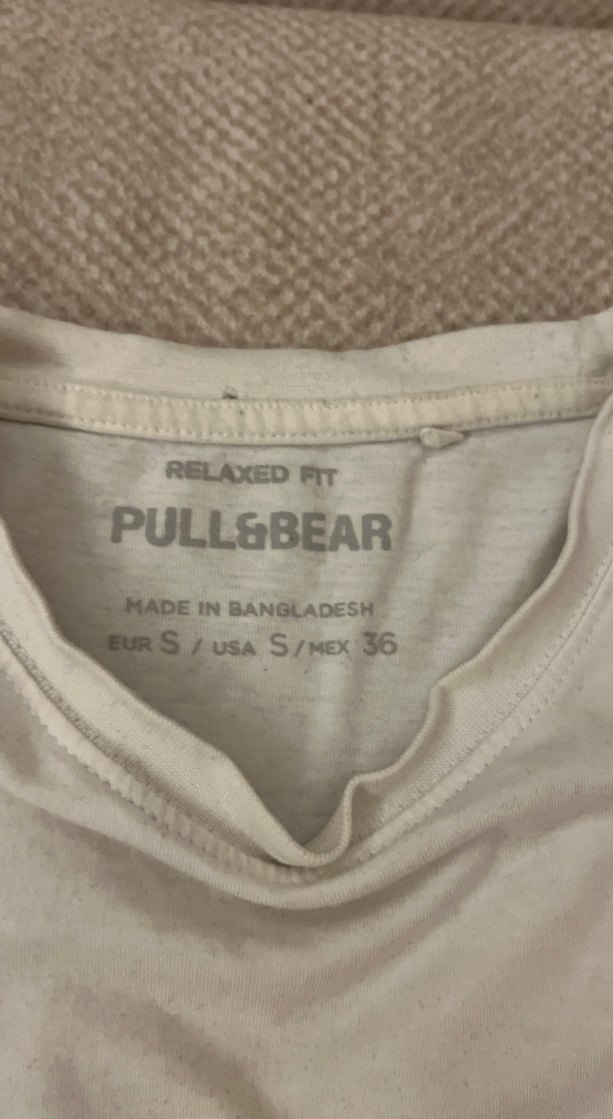 RELAXED FIT
PULL&BEAR
MADE IN BANGLADESH
EUR S / USA S / MEX 36